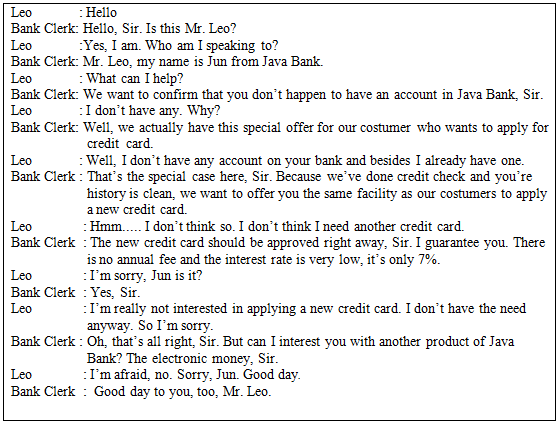 Leo : Hello
Bank Clerk: Hello, Sir. Is this Mr. Leo?
Leo :Yes, I am. Who am I speaking to?
Bank Clerk: Mr. Leo, my name is Jun from Java Bank.
Leo : What can I help?
Bank Clerk: We want to confirm that you don't happen to have an account in Java Bank, Sir.
Leo : I don't have any. Why?
Bank Clerk: Well, we actually have this special offer for our costumer who wants to apply for
credit card.
Leo : Well, I don't have any account on your bank and besides I already have one.
Bank Clerk : That's the special case here, Sir. Because we've done credit check and you're
history is clean, we want to offer you the same facility as our costumers to apply
a new credit card.
Leo : Hmm..... I don't think so. I don't think I need another credit card.
Bank Clerk : The new credit card should be approved right away, Sir. I guarantee you. There
is no annual fee and the interest rate is very low, it's only 7%.
Leo : I'm sorry, Jun is it?
Bank Clerk : Yes, Sir.
Leo : I'm really not interested in applying a new credit card. I don't have the need
anyway. So I'm sorry.
Bank Clerk : Oh, that's all right, Sir. But can I interest you with another product of Java
Bank? The electronic money, Sir.
Leo : I'm afraid, no. Sorry, Jun. Good day.
Bank Clerk : Good day to you, too, Mr. Leo.